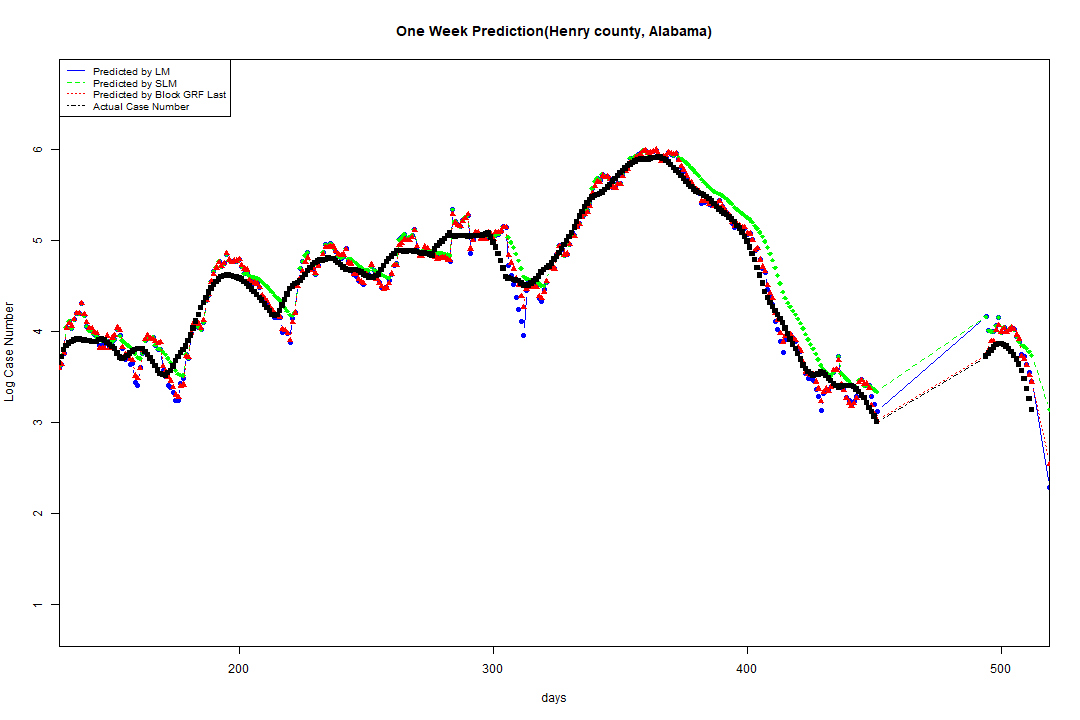 One Week Prediction(Henry county, Alabama)
Predicted by LM
Predicted by SLM
Predicted by Block GRF Last
Actual Case Number
Log Case Number
6
5
4
3
2
1
200 300 400 500
days